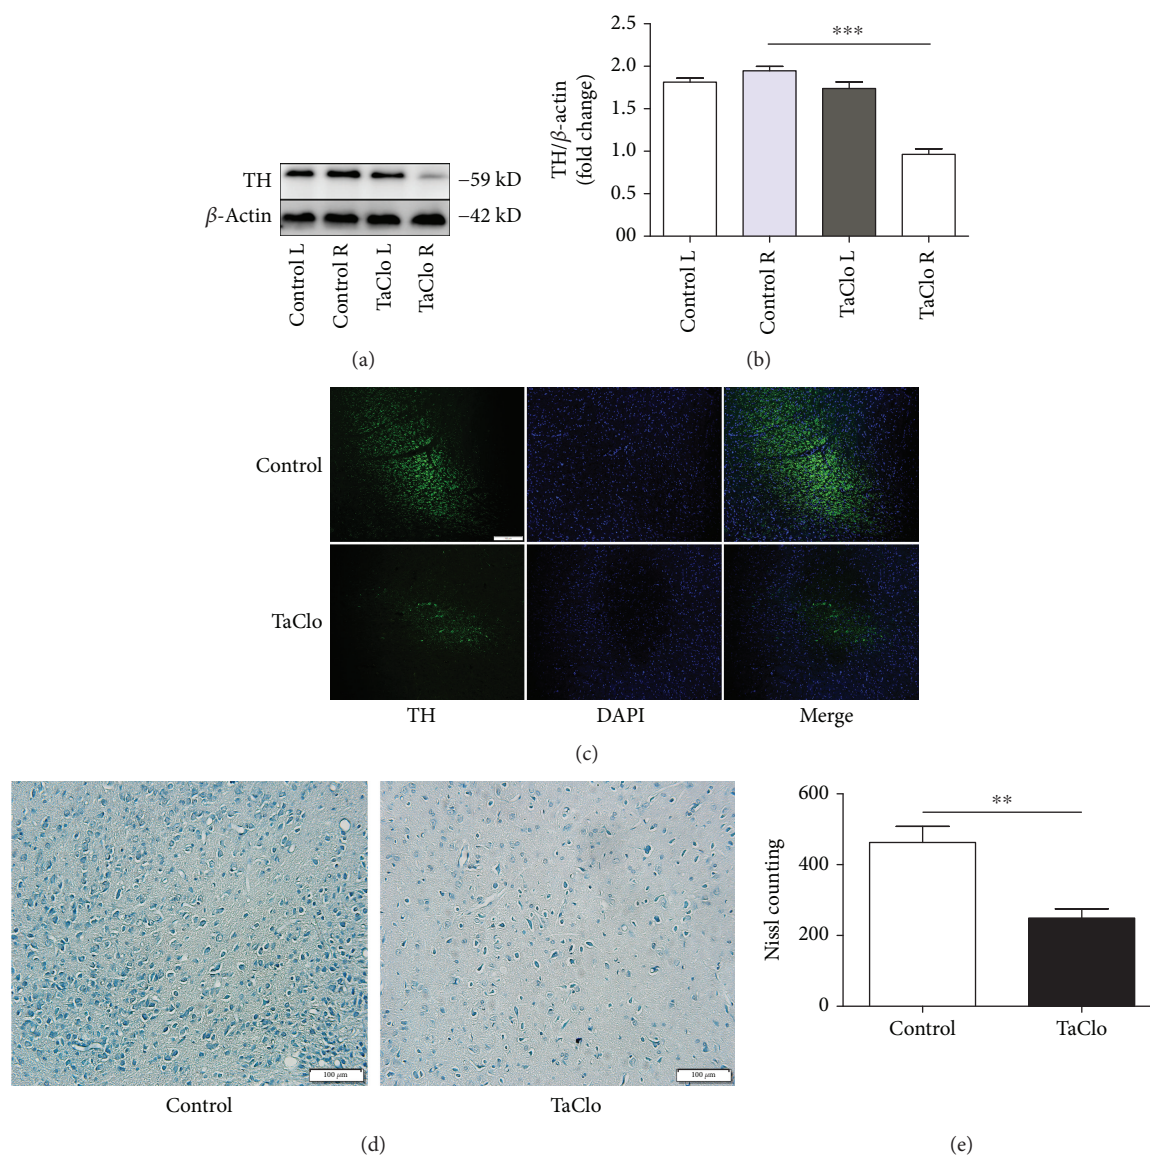 TH
−59 kD
β-Actin
−42 kD
Control L
Control R
TaClo L
TaClo R
(a)
TH/β-actin
(fold change)
2.5
2.0
1.5
1.0
0.5
00
***
Control L
Control R
TaClo L
TaClo R
(b)
Control
TaClo
TH
DAPI
Merge
(c)
100 μm
Control
100 μm
TaClo
(d)
Nissl counting
600
400
200
0
**
Control
TaClo
(e)